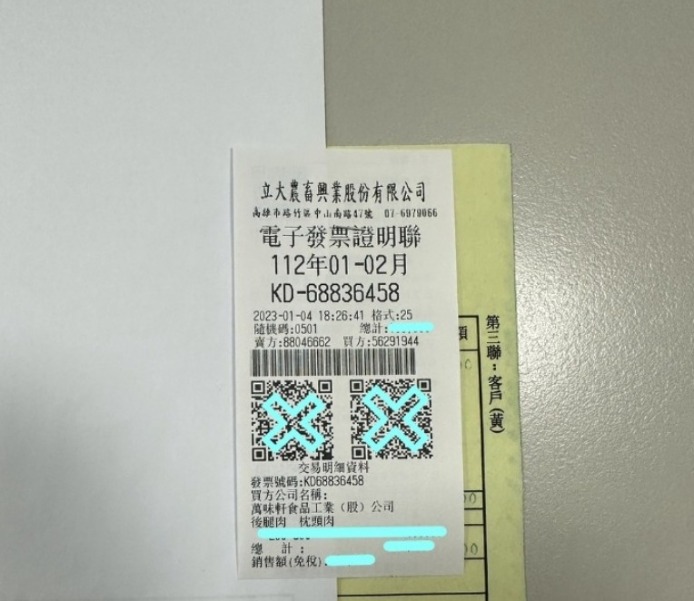 立大農畜興業股份有限公司
高雄市路竹區中山南路47號 07-6979066
電子發票證明聯
112年01-02月
KD-68836458
2023-01-04 18:26:41 格式:25
隨機碼:0501 總計:
賣方:88046662 買方:56291944
交易明細資料
發票號碼:KD68836458
買方公司名稱:
萬味軒食品工業(股)公司
後腿肉 枕頭肉
總 計:
銷售額(免稅):
額
第三聯:客戶(黃)